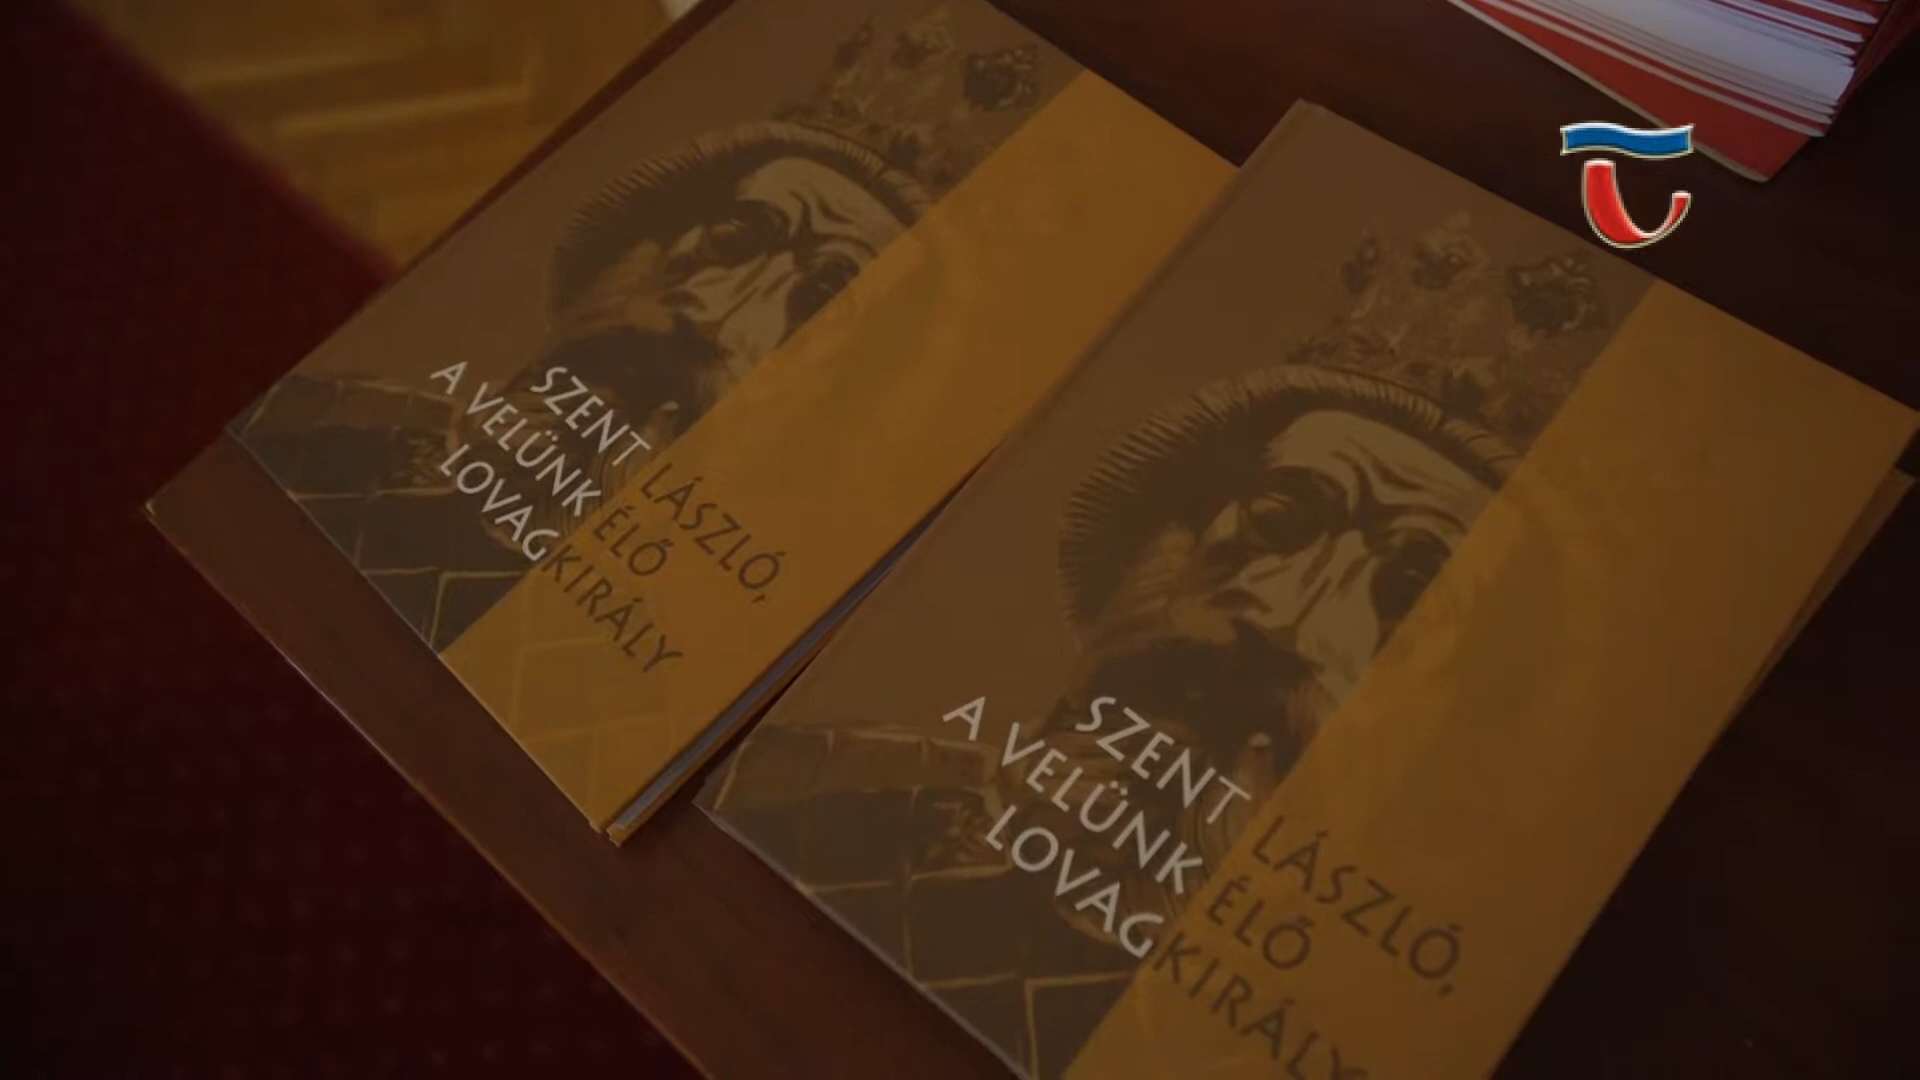 SZENT LÁSZLÓ,
A VELÜNK ÉLŐ
LOVAGKIRÁLY
SZENT LÁSZLÓ,
A VELÜNK ÉLŐ
LOVAGKIRÁLY